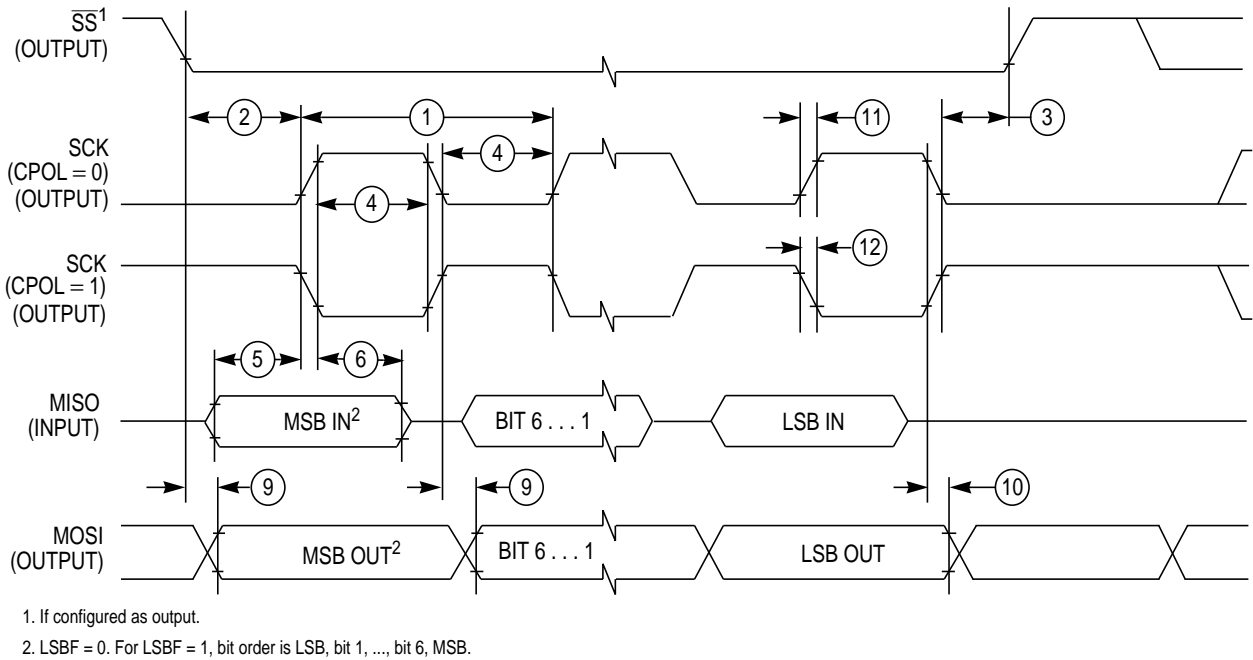 SS1
(OUTPUT)
2
1
11
3
SCK
(CPOL = 0)
(OUTPUT)
4
4
SCK
(CPOL = 1)
(OUTPUT)
12
5
6
MISO
(INPUT)
MSB IN2
BIT 6 . . . 1
LSB IN
9
9
10
MOSI
(OUTPUT)
MSB OUT2
BIT 6 . . . 1
LSB OUT
1. If configured as output.
2. LSBF = 0. For LSBF = 1, bit order is LSB, bit 1, ..., bit 6, MSB.